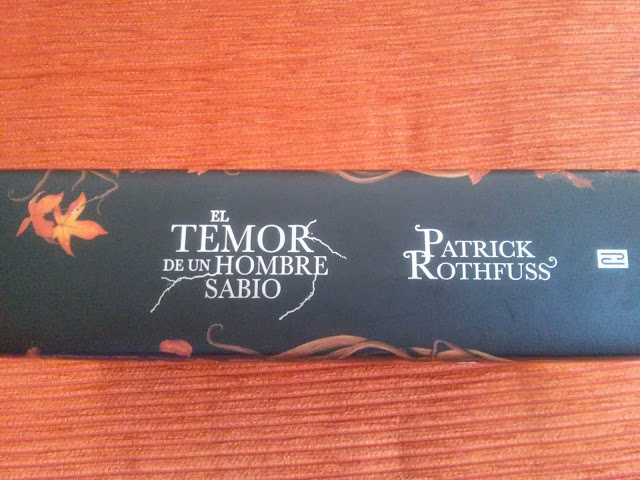 EL
TEMOR
DE UN HOMBRE
SABIO
PATRICK
ROTHFUSS